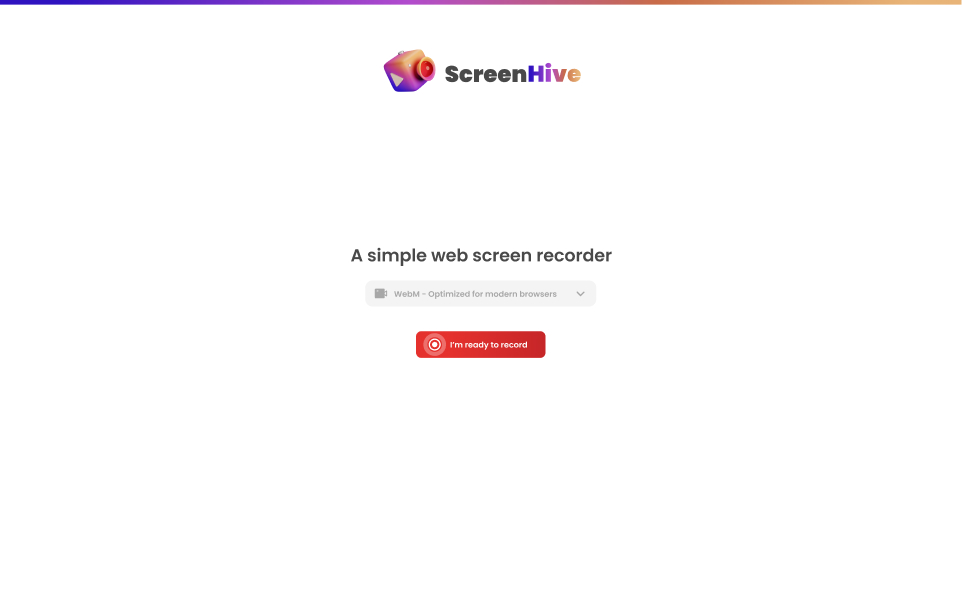 ScreenHive
A simple web screen recorder
WebM - Optimized for modern browsers
I'm ready to record